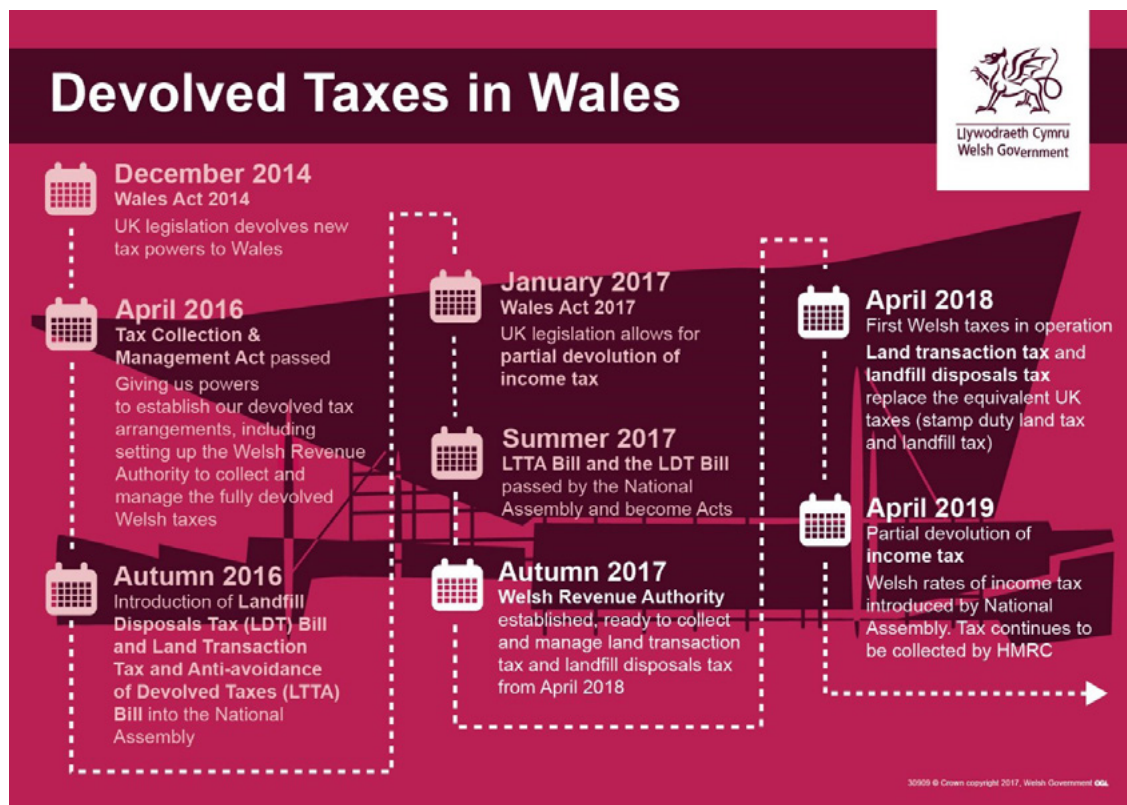 Devolved Taxes in Wales
Llywodraeth Cymru
Welsh Government
December 2014
Wales Act 2014
UK legislation devolves new
tax powers to Wales
April 2016
Tax Collection &
Management Act passed
Giving us powers
to establish our devolved tax
arrangements, including
setting up the Welsh Revenue
Authority to collect and
manage the fully devolved
Welsh taxes
Autumn 2016
Introduction of Landfill
Disposals Tax (LDT) Bill
and Land Transaction
Tax and Anti-avoidance
of Devolved Taxes (LTTA)
Bill into the National
Assembly
January 2017
Wales Act 2017
UK legislation allows for
partial devolution of
income tax
Summer 2017
LTTA Bill and the LDT Bill
passed by the National
Assembly and become Acts
Autumn 2017
Welsh Revenue Authority
established, ready to collect
and manage land transaction
tax and landfill disposals tax
from April 2018
April 2018
First Welsh taxes in operation
Land transaction tax and
landfill disposals tax
replace the equivalent UK
taxes (stamp duty land tax
and landfill tax)
April 2019
Partial devolution of
income tax
Welsh rates of income tax
introduced by National
Assembly. Tax continues to
be collected by HMRC
30909 © Crown copyright 2017, Welsh Government OGL